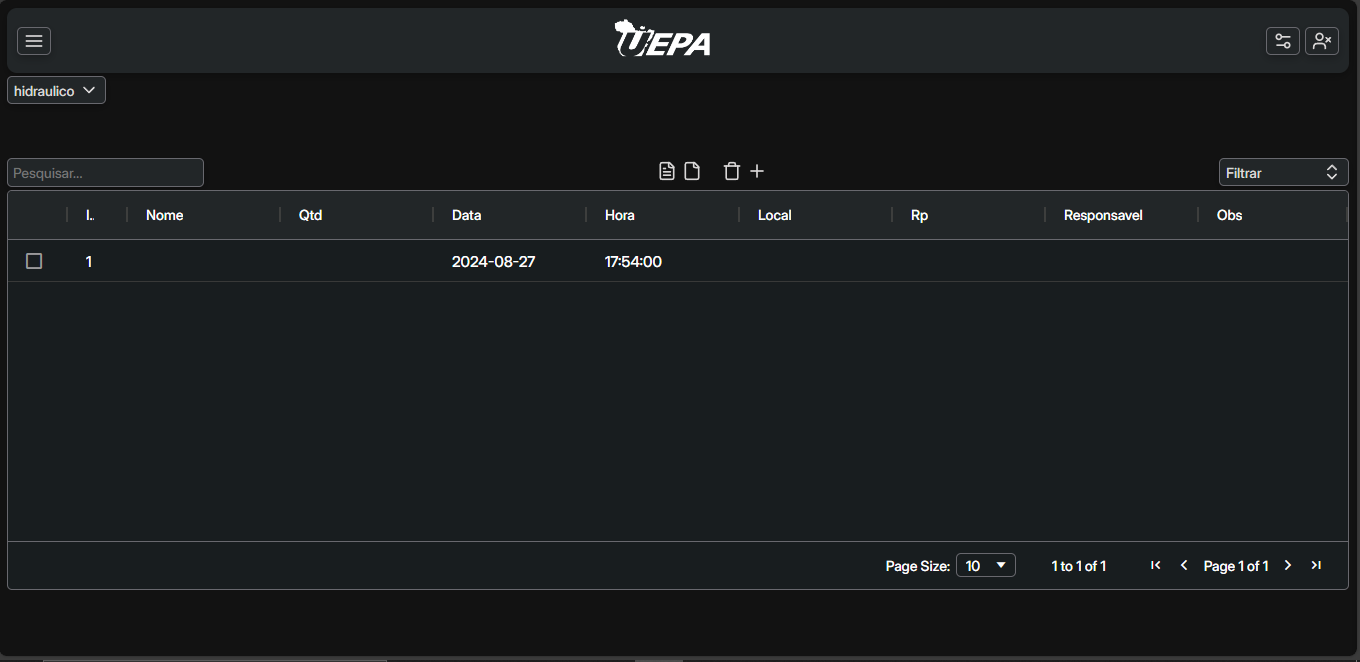 UEPA
hidraulico
Pesquisar...
Filtrar
I.. Nome Qtd Data Hora Local Rp Responsavel Obs
1 2024-08-27 17:54:00
Page Size: 10 1 to 1 of 1 Page 1 of 1